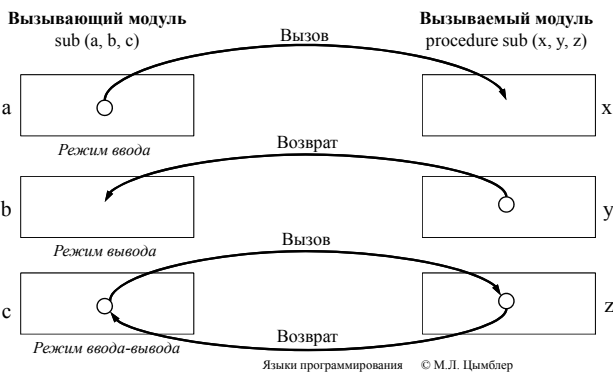 Вызывающий модуль Вызываемый модуль
sub (a, b, c) procedure sub (x, y, z)
Вызов
a x
Режим ввода
Возврат
b y
Режим вывода
Вызов
c z
Возврат
Режим ввода-вывода
Языки программирования © М.Л. Цымблер